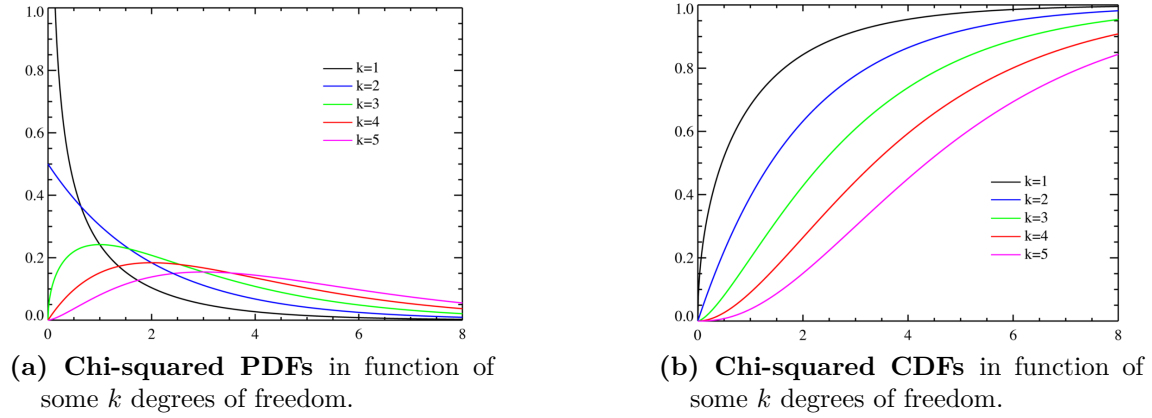 1.0
0.8
0.6
0.4
0.2
0.0
0 2 4 6 8
k=1
k=2
k=3
k=4
k=5
(a) Chi-squared PDFs in function of
some k degrees of freedom.
1.0
0.8
0.6
0.4
0.2
0.0
0 2 4 6 8
k=1
k=2
k=3
k=4
k=5
(b) Chi-squared CDFs in function of
some k degrees of freedom.